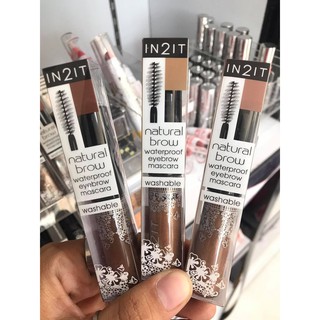 IN2IT
natural
brow
waterproof
eyebrow
mascara
washable
IN2IT
natural
brow
waterproof
eyebrow
mascara
washable
IN2IT
natural
brow
waterproof
eyebrow
mascara
washable